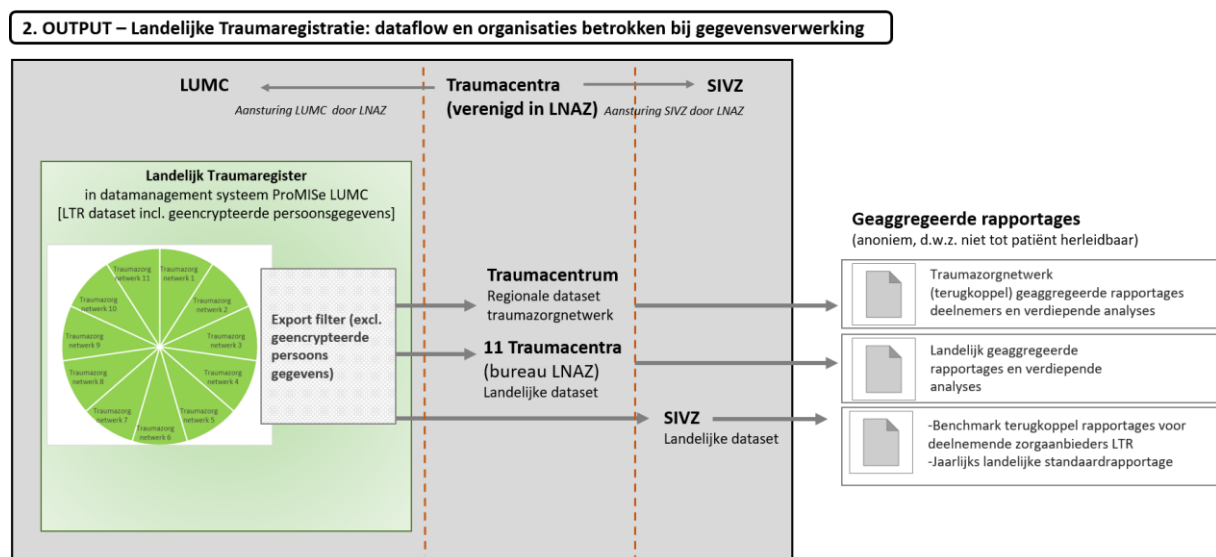 2. OUTPUT – Landelijke Traumaregistratie: dataflow en organisaties betrokken bij gegevensverwerking
LUMC
Traumacentra
(verenigd in LNAZ)
SIVZ
Aansturing LUMC door LNAZ
Aansturing SIVZ door LNAZ
Landelijk Traumaregister
in datamanagement systeem ProMISe LUMC
[LTR dataset incl. geencrypteerde persoonsgegevens]
Traumazorg
netwerk 11
Traumazorg
netwerk 1
Traumazorg
netwerk 10
Traumazorg
netwerk 2
Traumazorg
netwerk 9
Traumazorg
netwerk 3
Traumazorg
netwerk 8
Traumazorg
netwerk 4
Traumazorg
netwerk 7
Traumazorg
netwerk 6
Traumazorg
netwerk 5
Export filter (excl.
geencrypteerde
persoons
gegevens)
Traumacentrum
Regionale dataset
traumazorgnetwerk
11 Traumacentra
(bureau LNAZ)
Landelijke dataset
SIVZ
Landelijke dataset
Geaggregeerde rapportages
(anoniem, d.w.z. niet tot patiënt herleidbaar)
Traumazorgnetwerk
(terugkoppel) geaggregeerde rapportages
deelnemers en verdiepende analyses
Landelijk geaggregeerde
rapportages en verdiepende
analyses
-Benchmark terugkoppel rapportages voor
deelnemende zorgaanbieders LTR
-Jaarlijks landelijke standaardrapportage